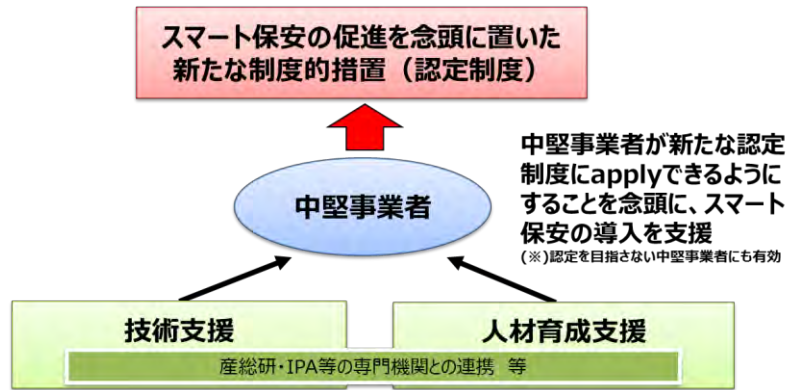 スマート保安の促進を念頭に置いた
新たな制度的措置（認定制度）
中堅事業者が新たな認定
制度にapplyできるように
することを念頭に、スマート
保安の導入を支援
(※)認定を目指さない中堅事業者にも有効
中堅事業者
技術支援
人材育成支援
産総研・IPA等の専門機関との連携 等